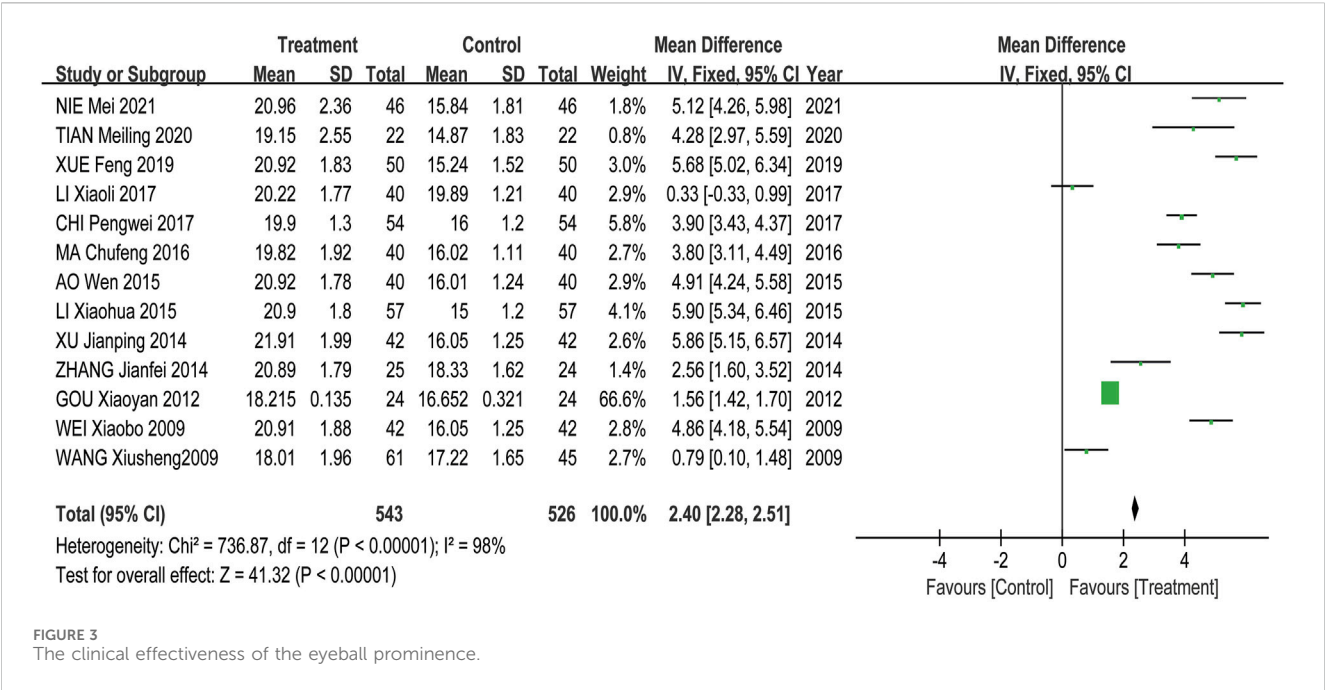 Treatment Control Mean Difference Mean Difference
Study or Subgroup Mean SD Total Mean SD Total Weight IV, Fixed, 95% CI Year IV, Fixed, 95% CI
NIE Mei 2021 20.96 2.36 46 15.84 1.81 46 1.8% 5.12 [4.26, 5.98] 2021
TIAN Meiling 2020 19.15 2.55 22 14.87 1.83 22 0.8% 4.28 [2.97, 5.59] 2020
XUE Feng 2019 20.92 1.83 50 15.24 1.52 50 3.0% 5.68 [5.02, 6.34] 2019
LI Xiaoli 2017 20.22 1.77 40 19.89 1.21 40 2.9% 0.33 [-0.33, 0.99] 2017
CHI Pengwei 2017 19.9 1.3 54 16 1.2 54 5.8% 3.90 [3.43, 4.37] 2017
MA Chufeng 2016 19.82 1.92 40 16.02 1.11 40 2.7% 3.80 [3.11, 4.49] 2016
AO Wen 2015 20.92 1.78 40 16.01 1.24 40 2.9% 4.91 [4.24, 5.58] 2015
LI Xiaohua 2015 20.9 1.8 57 15 1.2 57 4.1% 5.90 [5.34, 6.46] 2015
XU Jianping 2014 21.91 1.99 42 16.05 1.25 42 2.6% 5.86 [5.15, 6.57] 2014
ZHANG Jianfei 2014 20.89 1.79 25 18.33 1.62 24 1.4% 2.56 [1.60, 3.52] 2014
GOU Xiaoyan 2012 18.215 0.135 24 16.652 0.321 24 66.6% 1.56 [1.42, 1.70] 2012
WEI Xiaobo 2009 20.91 1.88 42 16.05 1.25 42 2.8% 4.86 [4.18, 5.54] 2009
WANG Xiusheng2009 18.01 1.96 61 17.22 1.65 45 2.7% 0.79 [0.10, 1.48] 2009
Total (95% CI) 543 526 100.0% 2.40 [2.28, 2.51]
Heterogeneity: Chi² = 736.87, df = 12 (P < 0.00001); I² = 98%
Test for overall effect: Z = 41.32 (P < 0.00001)
-4 -2 0 2 4
Favours [Control] Favours [Treatment]
FIGURE 3
The clinical effectiveness of the eyeball prominence.